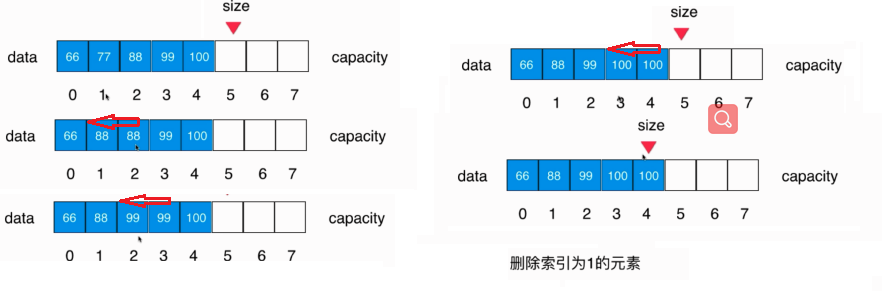 size
data 66 77 88 99 100 capacity
0 1 2 3 4 5 6 7
data 66 88 88 99 100 capacity
0 1 2 3 4 5 6 7
data 66 88 99 99 100 capacity
0 1 2 3 4 5 6 7
size
data 66 88 99 100 100 capacity
0 1 2 3 4 5 6 7
size
data 66 88 99 100 100 capacity
0 1 2 3 4 5 6 7
删除索引为1的元素